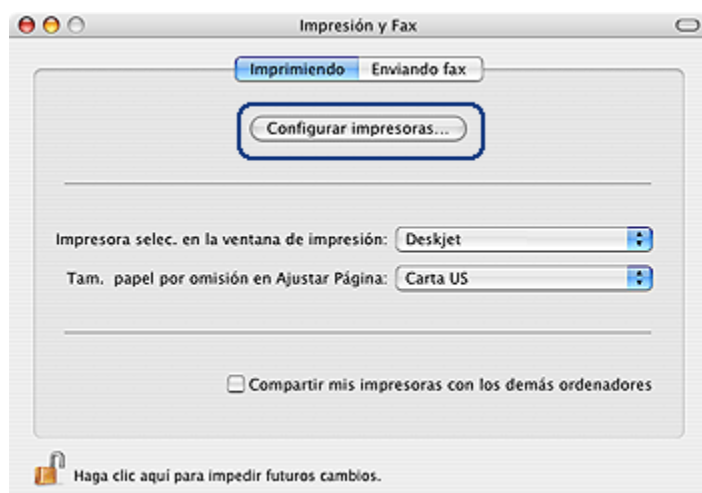 Impresión y Fax
Imprimiendo Enviando fax
Configurar impresoras...
Impresora selec. en la ventana de impresión: Deskjet
Tam. papel por omisión en Ajustar Página: Carta US
Compartir mis impresoras con los demás ordenadores
Haga clic aquí para impedir futuros cambios.